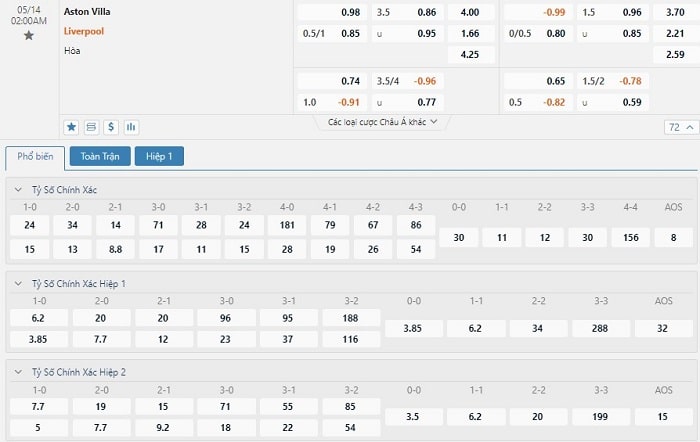 05/14 Aston Villa 0.98 3.5 0.86 4.00 -0.99 1.5 0.96 3.70
02:00AM Liverpool 0.5/1 0.85 u 0.95 1.66 0/0.5 0.80 u 0.85 2.21
Hòa 4.25 2.59
0.74 3.5/4 -0.96 0.65 1.5/2 -0.78
1.0 -0.91 u 0.77 0.5 -0.82 u 0.59
Các loại cược Châu Á khác 72
Phổ biến Toàn Trận Hiệp 1
Tỷ Số Chính Xác
1-0 2-0 2-1 3-0 3-1 3-2 4-0 4-1 4-2 4-3 0-0 1-1 2-2 3-3 4-4 AOS
24 34 14 71 28 24 181 79 67 86
30 11 12 30 156 8
15 13 8.8 17 11 15 28 19 26 54
Tỷ Số Chính Xác Hiệp 1
1-0 2-0 2-1 3-0 3-1 3-2 0-0 1-1 2-2 3-3 AOS
6.2 20 20 96 95 188
3.85 6.2 34 288 32
3.85 7.7 12 23 37 116
Tỷ Số Chính Xác Hiệp 2
1-0 2-0 2-1 3-0 3-1 3-2 0-0 1-1 2-2 3-3 AOS
7.7 19 15 71 55 85
3.5 6.2 20 199 15
5 7.7 9.2 18 22 54